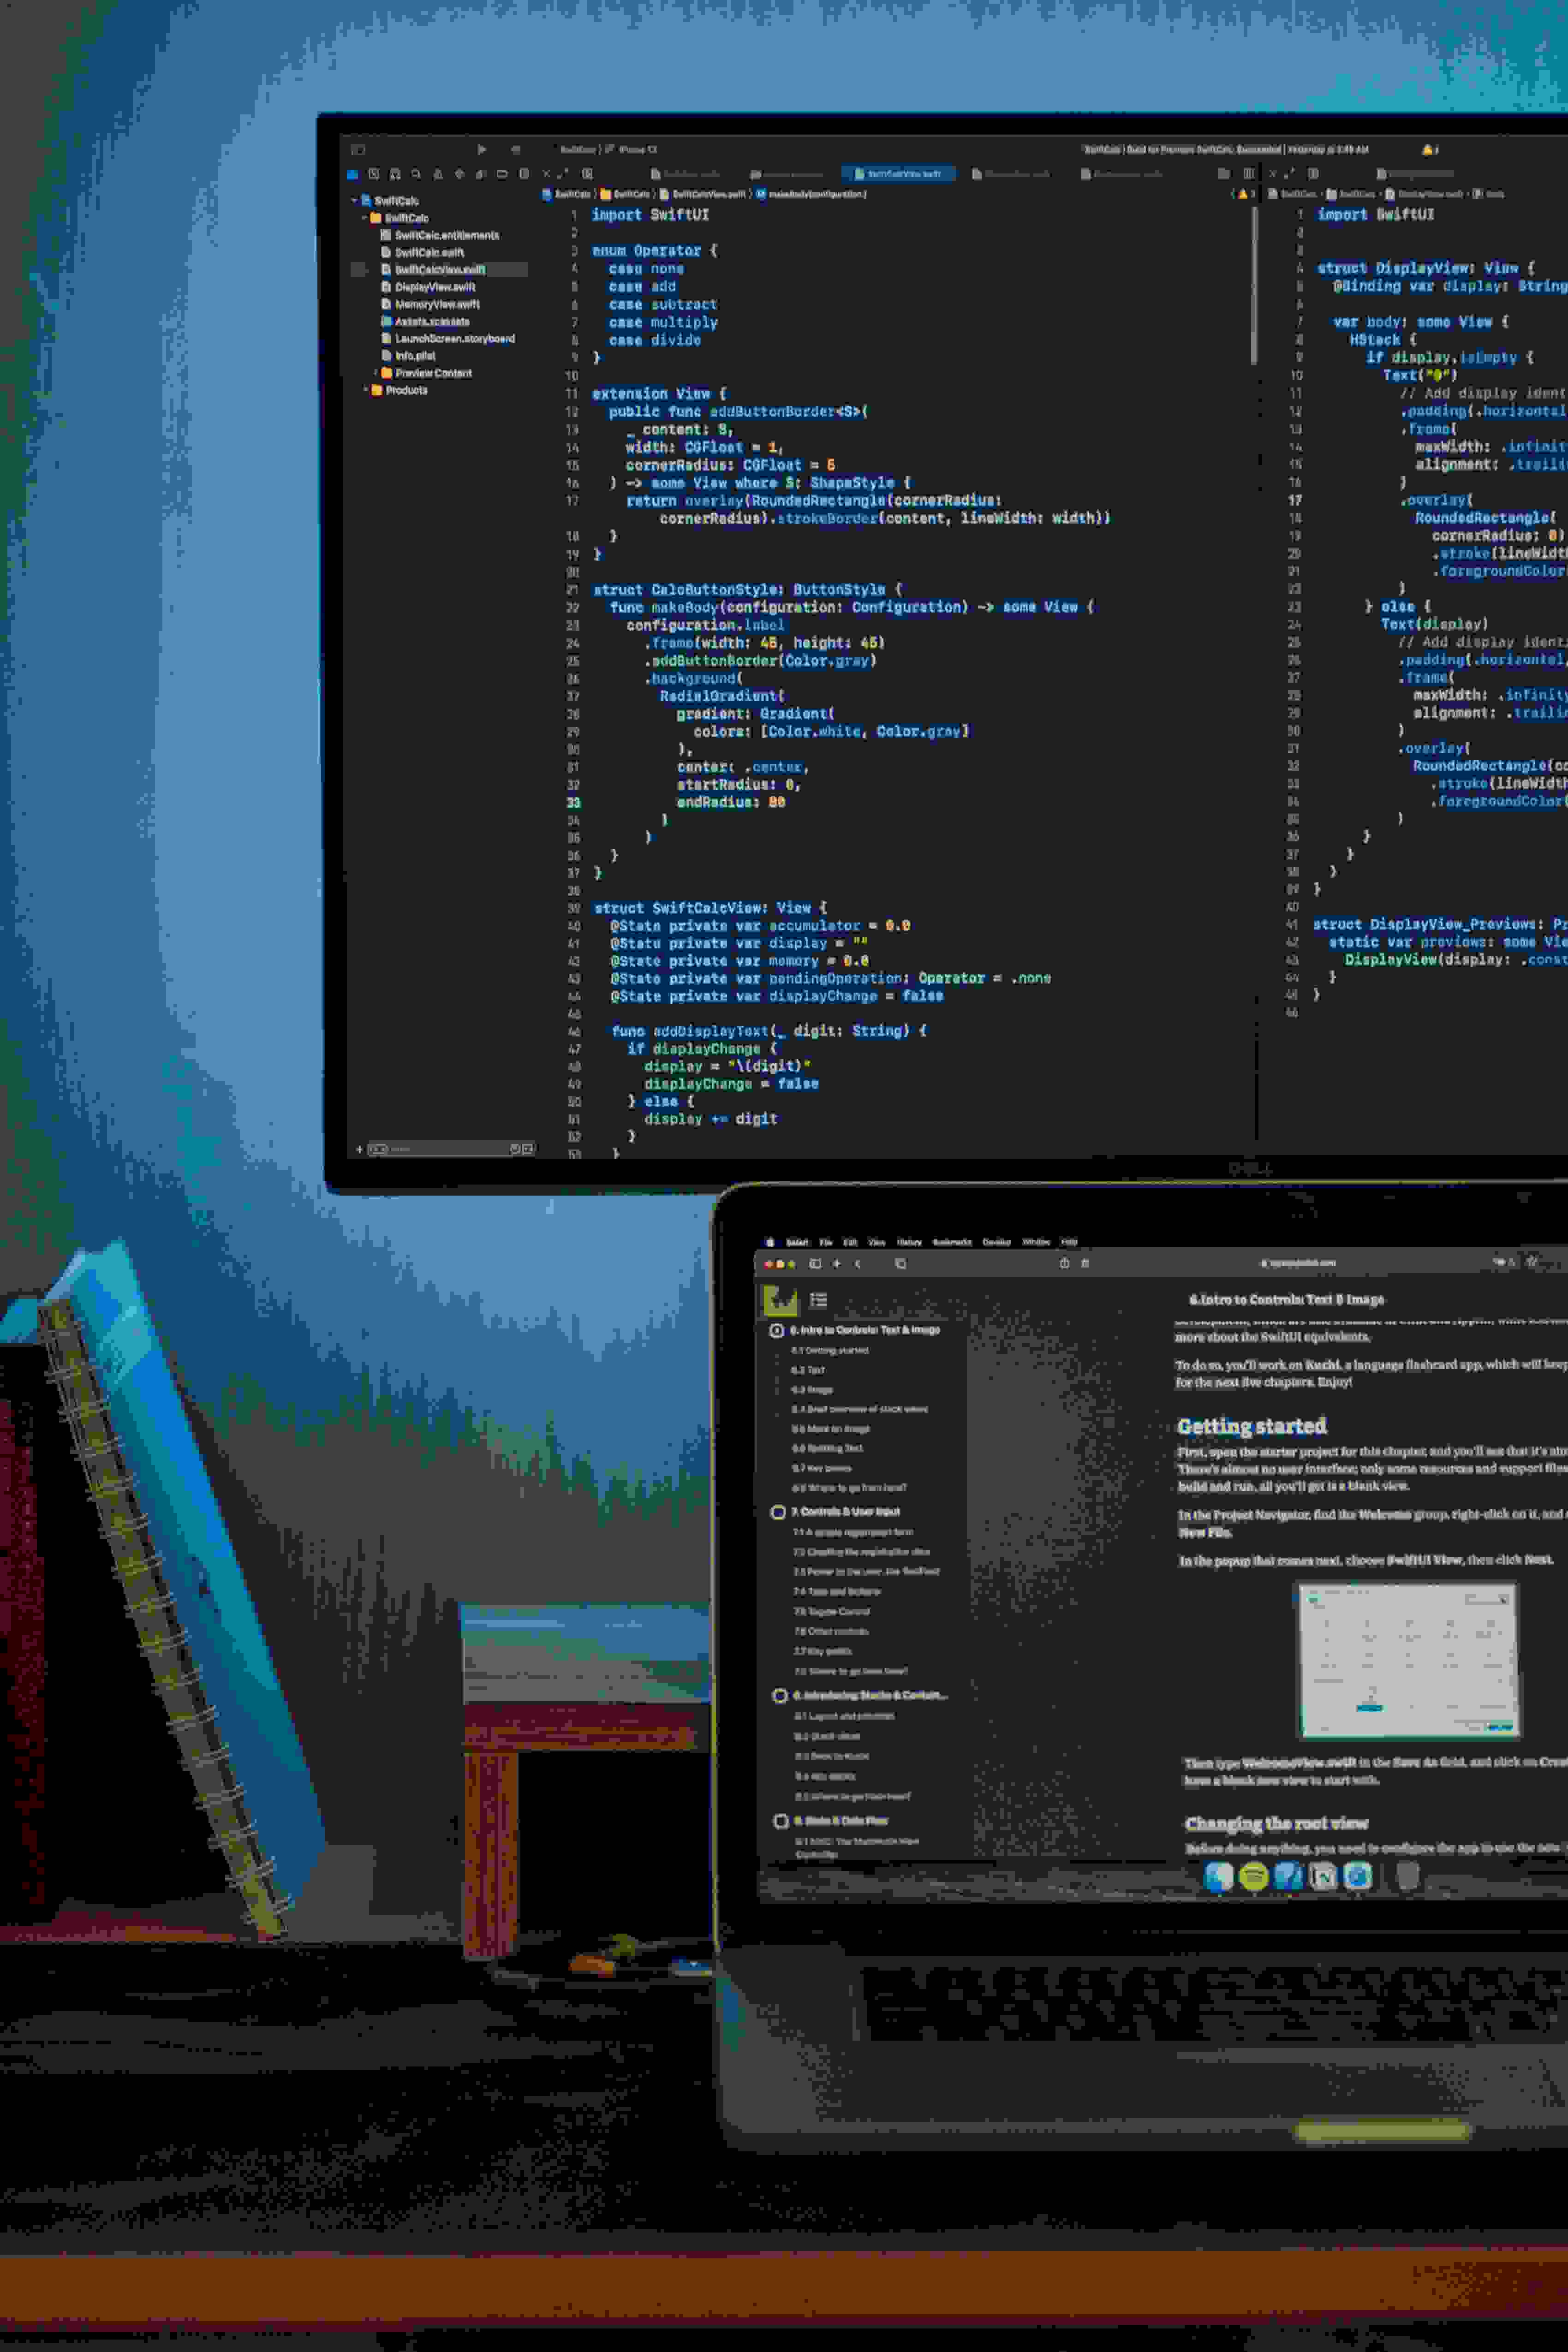 SwiftCalc
SwiftCalc
SwiftCalc.entitlements
SwiftCalc.swift
SwiftCalcView.swift
DisplayView.swift
MemoryView.swift
Assets.xcassets
LaunchScreen.storyboard
Info.plist
Preview Content
Products
SwiftCalc iPhone 13
SwiftCalcView.swift
SwiftCalc SwiftCalc SwiftCalcView.swift makeBody(configuration:)
1 import SwiftUI
2
3 enum Operator {
4 case none
5 case add
6 case subtract
7 case multiply
8 case divide
9 }
10
11 extension View {
12 public func addButtonBorder<S>(
13 _ content: S,
14 width: CGFloat = 1,
15 cornerRadius: CGFloat = 5
16 ) -> some View where S: ShapeStyle {
17 return overlay(RoundedRectangle(cornerRadius:
cornerRadius).strokeBorder(content, lineWidth: width))
18 }
19 }
20
21 struct CalcButtonStyle: ButtonStyle {
22 func makeBody(configuration: Configuration) -> some View {
23 configuration.label
24 .frame(width: 45, height: 45)
25 .addButtonBorder(Color.gray)
26 .background(
27 RadialGradient(
28 gradient: Gradient(
29 colors: [Color.white, Color.gray]
30 ),
31 center: .center,
32 startRadius: 0,
33 endRadius: 80
34 )
35 )
36 }
37 }
38
39 struct SwiftCalcView: View {
40 @State private var accumulator = 0.0
41 @State private var display = ""
42 @State private var memory = 0.0
43 @State private var pendingOperation: Operator = .none
44 @State private var displayChange = false
45
46 func addDisplayText(_ digit: String) {
47 if displayChange {
48 display = "\(digit)"
49 displayChange = false
50 } else {
51 display += digit
52 }
53 }
1 import SwiftUI
2
4 struct DisplayView: View {
5 @Binding var display: String
6
7 var body: some View {
8 HStack {
9 if display.isEmpty {
10 Text("0")
11 // Add display ident
12 .padding(.horizontal
13 .frame(
14 maxWidth: .infinit
15 alignment: .traili
16 )
17 .overlay(
18 RoundedRectangle(
19 cornerRadius: 8)
20 .stroke(lineWidt
21 .foregroundColor
22 )
23 } else {
24 Text(display)
25 // Add display ident
26 .padding(.horizontal,
27 .frame(
28 maxWidth: .infinity
29 alignment: .traili
30 )
31 .overlay(
32 RoundedRectangle(co
33 .stroke(lineWidth
34 .foregroundColor(
35 )
36 }
37 }
38 }
39 }
40
41 struct DisplayView_Previews: Pr
42 static var previews: some Vie
43 DisplayView(display: .const
44 }
45 }
46
DELL
Safari File Edit View History Bookmarks Develop Window Help
6. Intro to Controls: Text & Image
6. Intro to Controls: Text & Image
6.1 Getting started
6.2 Text
6.3 Image
6.4 Brief overview of stack views
6.5 More on Image
6.6 Splitting Text
6.7 Key points
6.8 Where to go from here?
7. Controls & User Input
7.1 A simple registration form
7.2 Creating the registration view
7.3 Power to the user: the TextField
7.4 Taps and buttons
7.5 Toggle Control
7.6 Other controls
7.7 Key points
7.8 Where to go from here?
8. Introducing Stacks & Contain...
8.1 Layout and priorities
8.2 Stack views
8.3 Back to Kuchi
8.4 Key points
8.5 Where to go from here?
9. State & Data Flow
9.1 MVC: The Mammoth View
Controller
more about the SwiftUI equivalents.
To do so, you'll work on Kuchi, a language flashcard app, which will keep
for the next five chapters. Enjoy!
Getting started
First, open the starter project for this chapter, and you'll see that it's alm
There's almost no user interface; only some resources and support files
build and run, all you'll get is a blank view.
In the Project Navigator, find the Welcome group, right-click on it, and
New File.
In the popup that comes next, choose SwiftUI View, then click Next.
Then type WelcomeView.swift in the Save As field, and click on Creat
have a blank new view to start with.
Changing the root view
Before doing anything, you need to configure the app to use the new